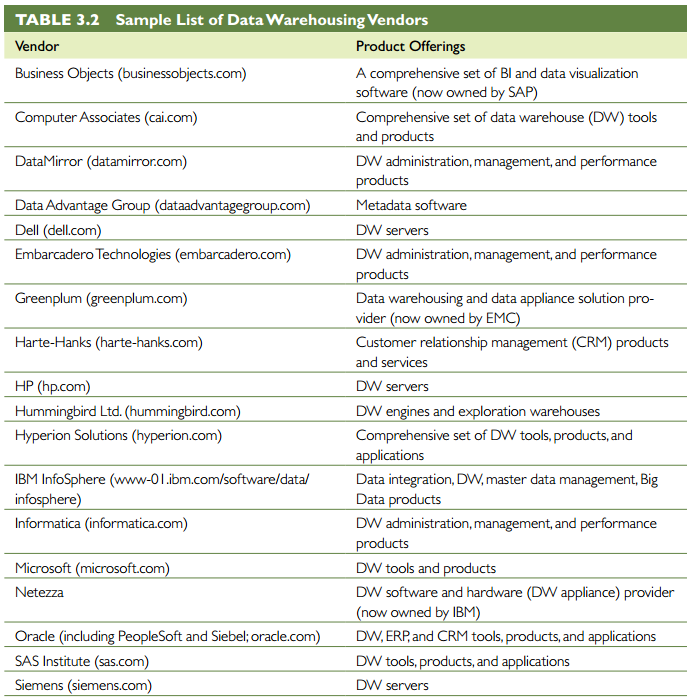 TABLE 3.2 Sample List of Data Warehousing Vendors
Vendor Product Offerings
Business Objects (businessobjects.com) A comprehensive set of BI and data visualization
software (now owned by SAP)
Computer Associates (cai.com) Comprehensive set of data warehouse (DW) tools
and products
DataMirror (datamirror.com) DW administration, management, and performance
products
Data Advantage Group (dataadvantagegroup.com) Metadata software
Dell (dell.com) DW servers
Embarcadero Technologies (embarcadero.com) DW administration, management, and performance
products
Greenplum (greenplum.com) Data warehousing and data appliance solution pro-
vider (now owned by EMC)
Harte-Hanks (harte-hanks.com) Customer relationship management (CRM) products
and services
HP (hp.com) DW servers
Hummingbird Ltd. (hummingbird.com) DW engines and exploration warehouses
Hyperion Solutions (hyperion.com) Comprehensive set of DW tools, products, and
applications
IBM InfoSphere (www-01.ibm.com/software/data/ Data integration, DW, master data management, Big
infosphere) Data products
Informatica (informatica.com) DW administration, management, and performance
products
Microsoft (microsoft.com) DW tools and products
Netezza DW software and hardware (DW appliance) provider
(now owned by IBM)
Oracle (including PeopleSoft and Siebel; oracle.com) DW, ERP, and CRM tools, products, and applications
SAS Institute (sas.com) DW tools, products, and applications
Siemens (siemens.com) DW servers